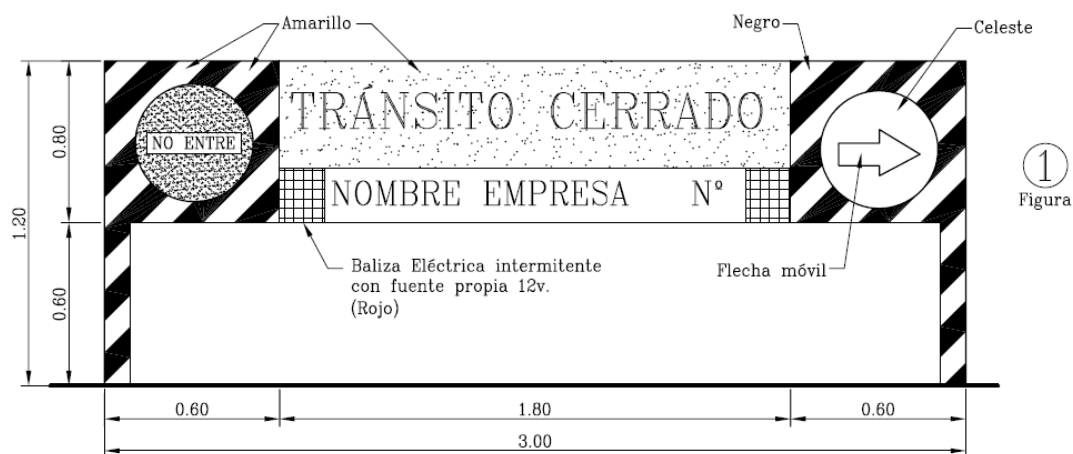 Amarillo
Negro
Celeste
TRÁNSITO CERRADO
NO ENTRE
NOMBRE EMPRESA Nº
1
Figura
0.80
1.20
0.60
Baliza Eléctrica intermitente
con fuente propia 12v.
(Rojo)
Flecha móvil
0.60
1.80
0.60
3.00